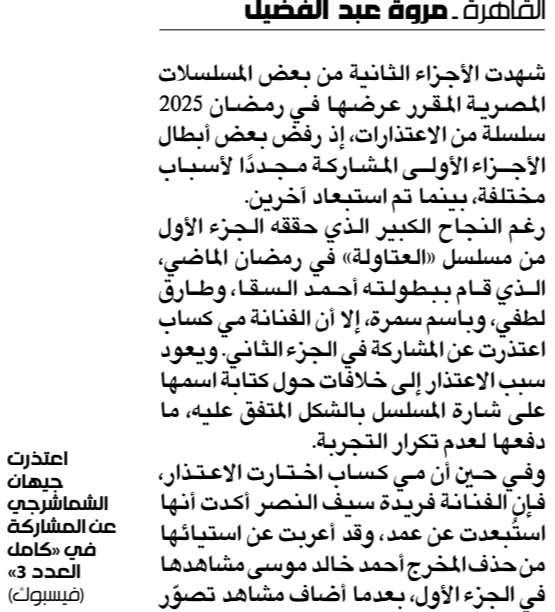 القاهرة ـ مروة عبد الفضيل
شهدت الأجزاء الثانية من بعض المسلسلات
المصرية المقرر عرضها في رمضان 2025
سلسلة من الاعتذارات، إذ رفض بعض أبطال
الأجزاء الأولى المشاركة مجددًا لأسباب
مختلفة، بينما تم استبعاد آخرين.
رغم النجاح الكبير الذي حققه الجزء الأول
من مسلسل «العتاولة» في رمضان الماضي،
الذي قام ببطولته أحمد السقا، وطارق
لطفي، وباسم سمرة، إلا أن الفنانة مي كساب
اعتذرت عن المشاركة في الجزء الثاني. ويعود
سبب الاعتذار إلى خلافات حول كتابة اسمها
على شارة المسلسل بالشكل المتفق عليه، ما
دفعها لعدم تكرار التجربة.
وفي حين أن مي كساب اختارت الاعتذار،
فإن الفنانة فريدة سيف النصر أكدت أنها
استُبعدت عن عمد، وقد أعربت عن استيائها
من حذف المخرج أحمد خالد موسى مشاهدها
في الجزء الأول، بعدما أضاف مشاهد تصوّر
اعتذرت
جيهان
الشماشرجي
عن المشاركة
في «كامل
العدد 3»
(فيسبوك)